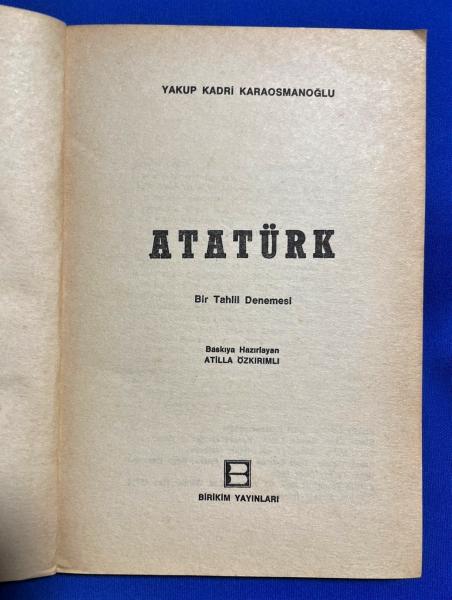 YAKUP KADRİ KARAOSMANOĞLU
ATATÜRK
Bir Tahlil Denemesi
Baskıya Hazırlayan
ATİLLA ÖZKIRIMLI
B
BİRİKİM YAYINLARI